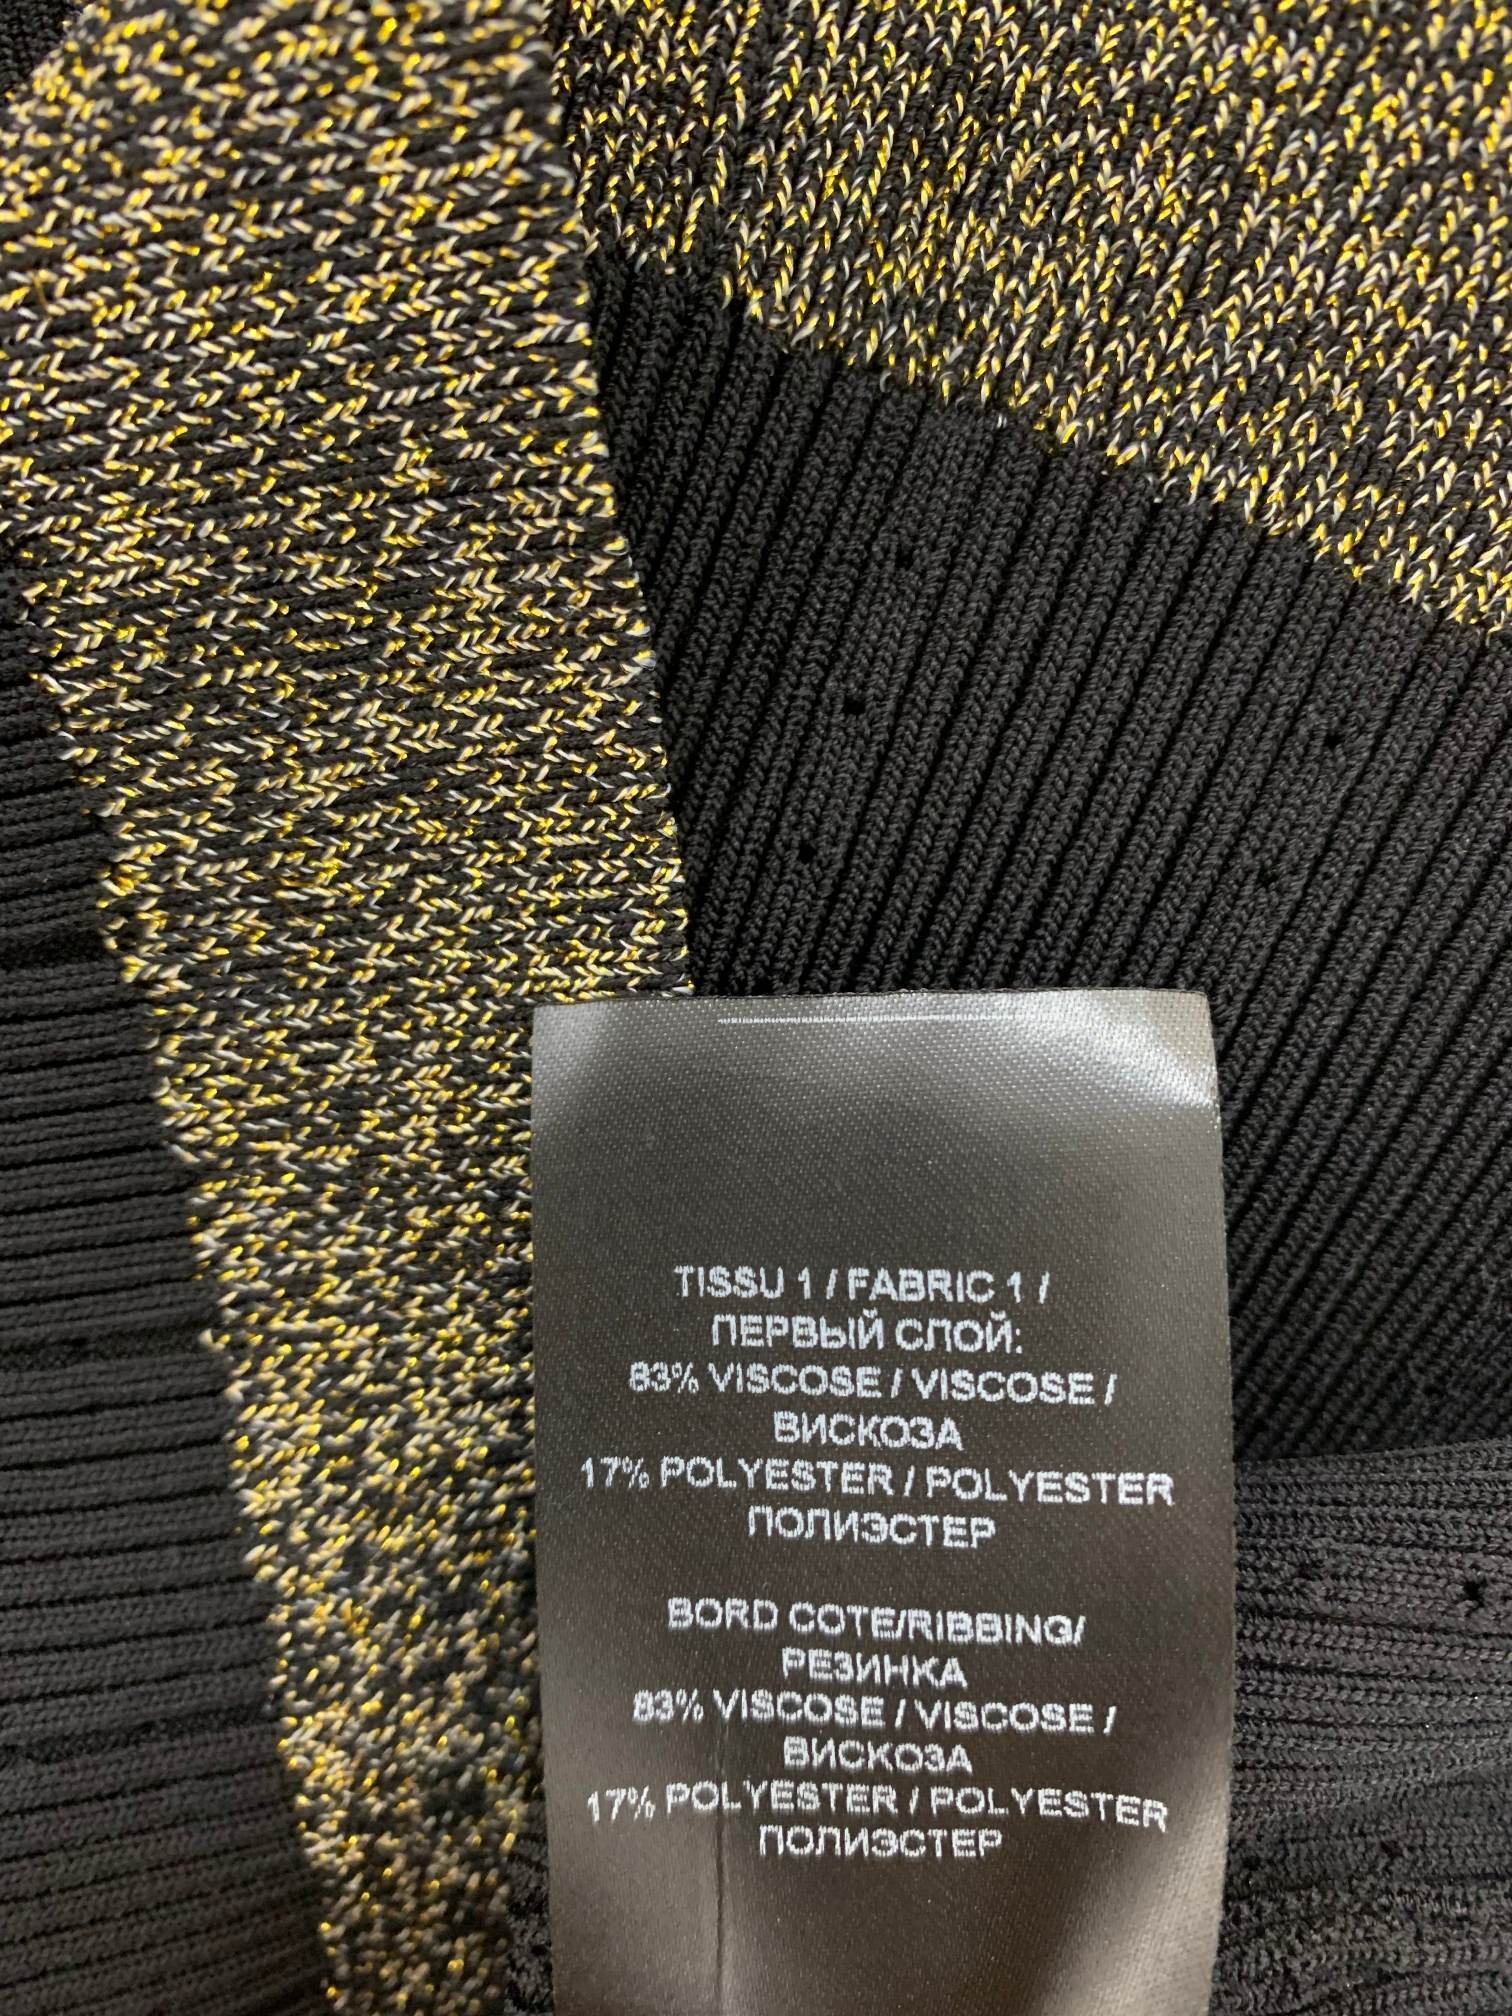 TISSU 1 / FABRIC 1 /
ПЕРВЫЙ СЛОЙ:
83% VISCOSE / VISCOSE /
ВИСКОЗА
17% POLYESTER / POLYESTER
ПОЛИЭСТЕР
BORD COTE/RIBBING/
РЕЗИНКА
83% VISCOSE / VISCOSE /
ВИСКОЗА
17% POLYESTER / POLYESTER
ПОЛИЭСТЕР